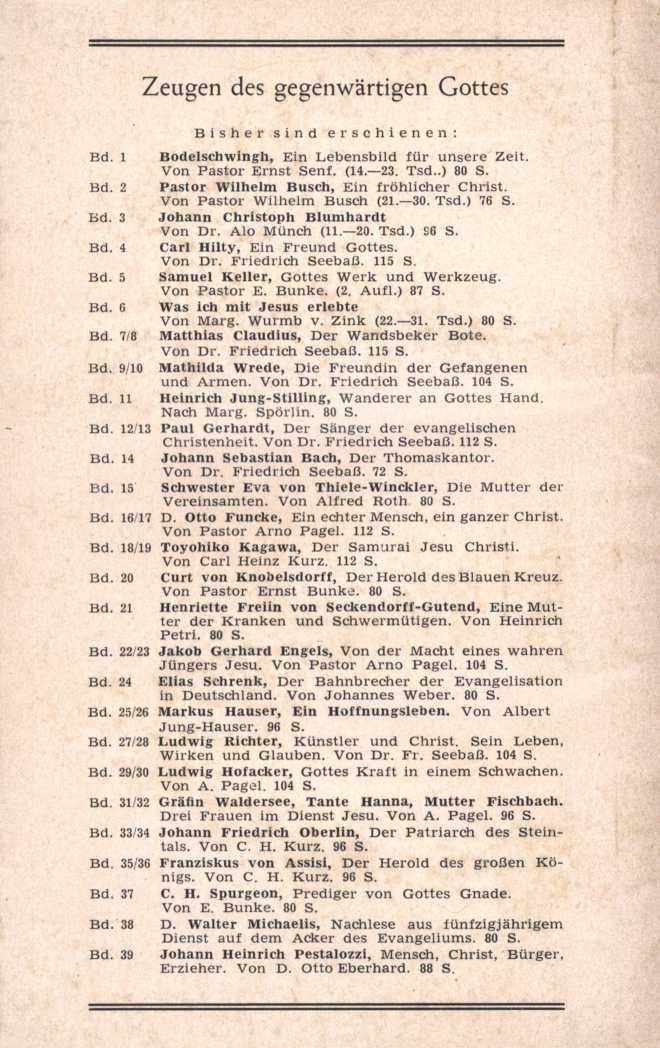 Zeugen des gegenwärtigen Gottes
Bisher sind erschienen:
Bd. 1 Bodelschwingh, Ein Lebensbild für unsere Zeit.
Von Pastor Ernst Senf. (14.—23. Tsd..) 80 S.
Bd. 2 Pastor Wilhelm Busch, Ein fröhlicher Christ.
Von Pastor Wilhelm Busch (21.—30. Tsd.) 76 S.
Bd. 3 Johann Christoph Blumhardt
Von Dr. Alo Münch (11.—20. Tsd.) 96 S.
Bd. 4 Carl Hilty, Ein Freund Gottes.
Von Dr. Friedrich Seebaß. 115 S.
Bd. 5 Samuel Keller, Gottes Werk und Werkzeug.
Von Pastor E. Bunke. (2. Aufl.) 87 S.
Bd. 6 Was ich mit Jesus erlebte
Von Marg. Wurmb v. Zink (22.—31. Tsd.) 80 S.
Bd. 7/8 Matthias Claudius, Der Wandsbeker Bote.
Von Dr. Friedrich Seebaß. 115 S.
Bd. 9/10 Mathilda Wrede, Die Freundin der Gefangenen
und Armen. Von Dr. Friedrich Seebaß. 104 S.
Bd. 11 Heinrich Jung-Stilling, Wanderer an Gottes Hand.
Nach Marg. Spörlin. 80 S.
Bd. 12/13 Paul Gerhardt, Der Sänger der evangelischen
Christenheit. Von Dr. Friedrich Seebaß. 112 S.
Bd. 14 Johann Sebastian Bach, Der Thomaskantor.
Von Dr. Friedrich Seebaß. 72 S.
Bd. 15 Schwester Eva von Thiele-Winckler, Die Mutter der
Vereinsamten. Von Alfred Roth. 80 S.
Bd. 16/17 D. Otto Funcke, Ein echter Mensch, ein ganzer Christ.
Von Pastor Arno Pagel. 112 S.
Bd. 18/19 Toyohiko Kagawa, Der Samurai Jesu Christi.
Von Carl Heinz Kurz. 112 S.
Bd. 20 Curt von Knobelsdorff, Der Herold des Blauen Kreuz.
Von Pastor Ernst Bunke. 80 S.
Bd. 21 Henriette Freiin von Seckendorff-Gutend, Eine Mut-
ter der Kranken und Schwermütigen. Von Heinrich
Petri. 80 S.
Bd. 22/23 Jakob Gerhard Engels, Von der Macht eines wahren
Jüngers Jesu. Von Pastor Arno Pagel. 104 S.
Bd. 24 Elias Schrenk, Der Bahnbrecher der Evangelisation
in Deutschland. Von Johannes Weber. 80 S.
Bd. 25/26 Markus Hauser, Ein Hoffnungsleben. Von Albert
Jung-Hauser. 96 S.
Bd. 27/28 Ludwig Richter, Künstler und Christ. Sein Leben,
Wirken und Glauben. Von Dr. Fr. Seebaß. 104 S.
Bd. 29/30 Ludwig Hofacker, Gottes Kraft in einem Schwachen.
Von A. Pagel. 104 S.
Bd. 31/32 Gräfin Waldersee, Tante Hanna, Mutter Fischbach.
Drei Frauen im Dienst Jesu. Von A. Pagel. 96 S.
Bd. 33/34 Johann Friedrich Oberlin, Der Patriarch des Stein-
tals. Von C. H. Kurz. 96 S.
Bd. 35/36 Franziskus von Assisi, Der Herold des großen Kö-
nigs. Von C. H. Kurz. 96 S.
Bd. 37 C. H. Spurgeon, Prediger von Gottes Gnade.
Von E. Bunke. 80 S.
Bd. 38 D. Walter Michaelis, Nachlese aus fünfzigjährigem
Dienst auf dem Acker des Evangeliums. 80 S.
Bd. 39 Johann Heinrich Pestalozzi, Mensch, Christ, Bürger,
Erzieher. Von D. Otto Eberhard. 88 S.